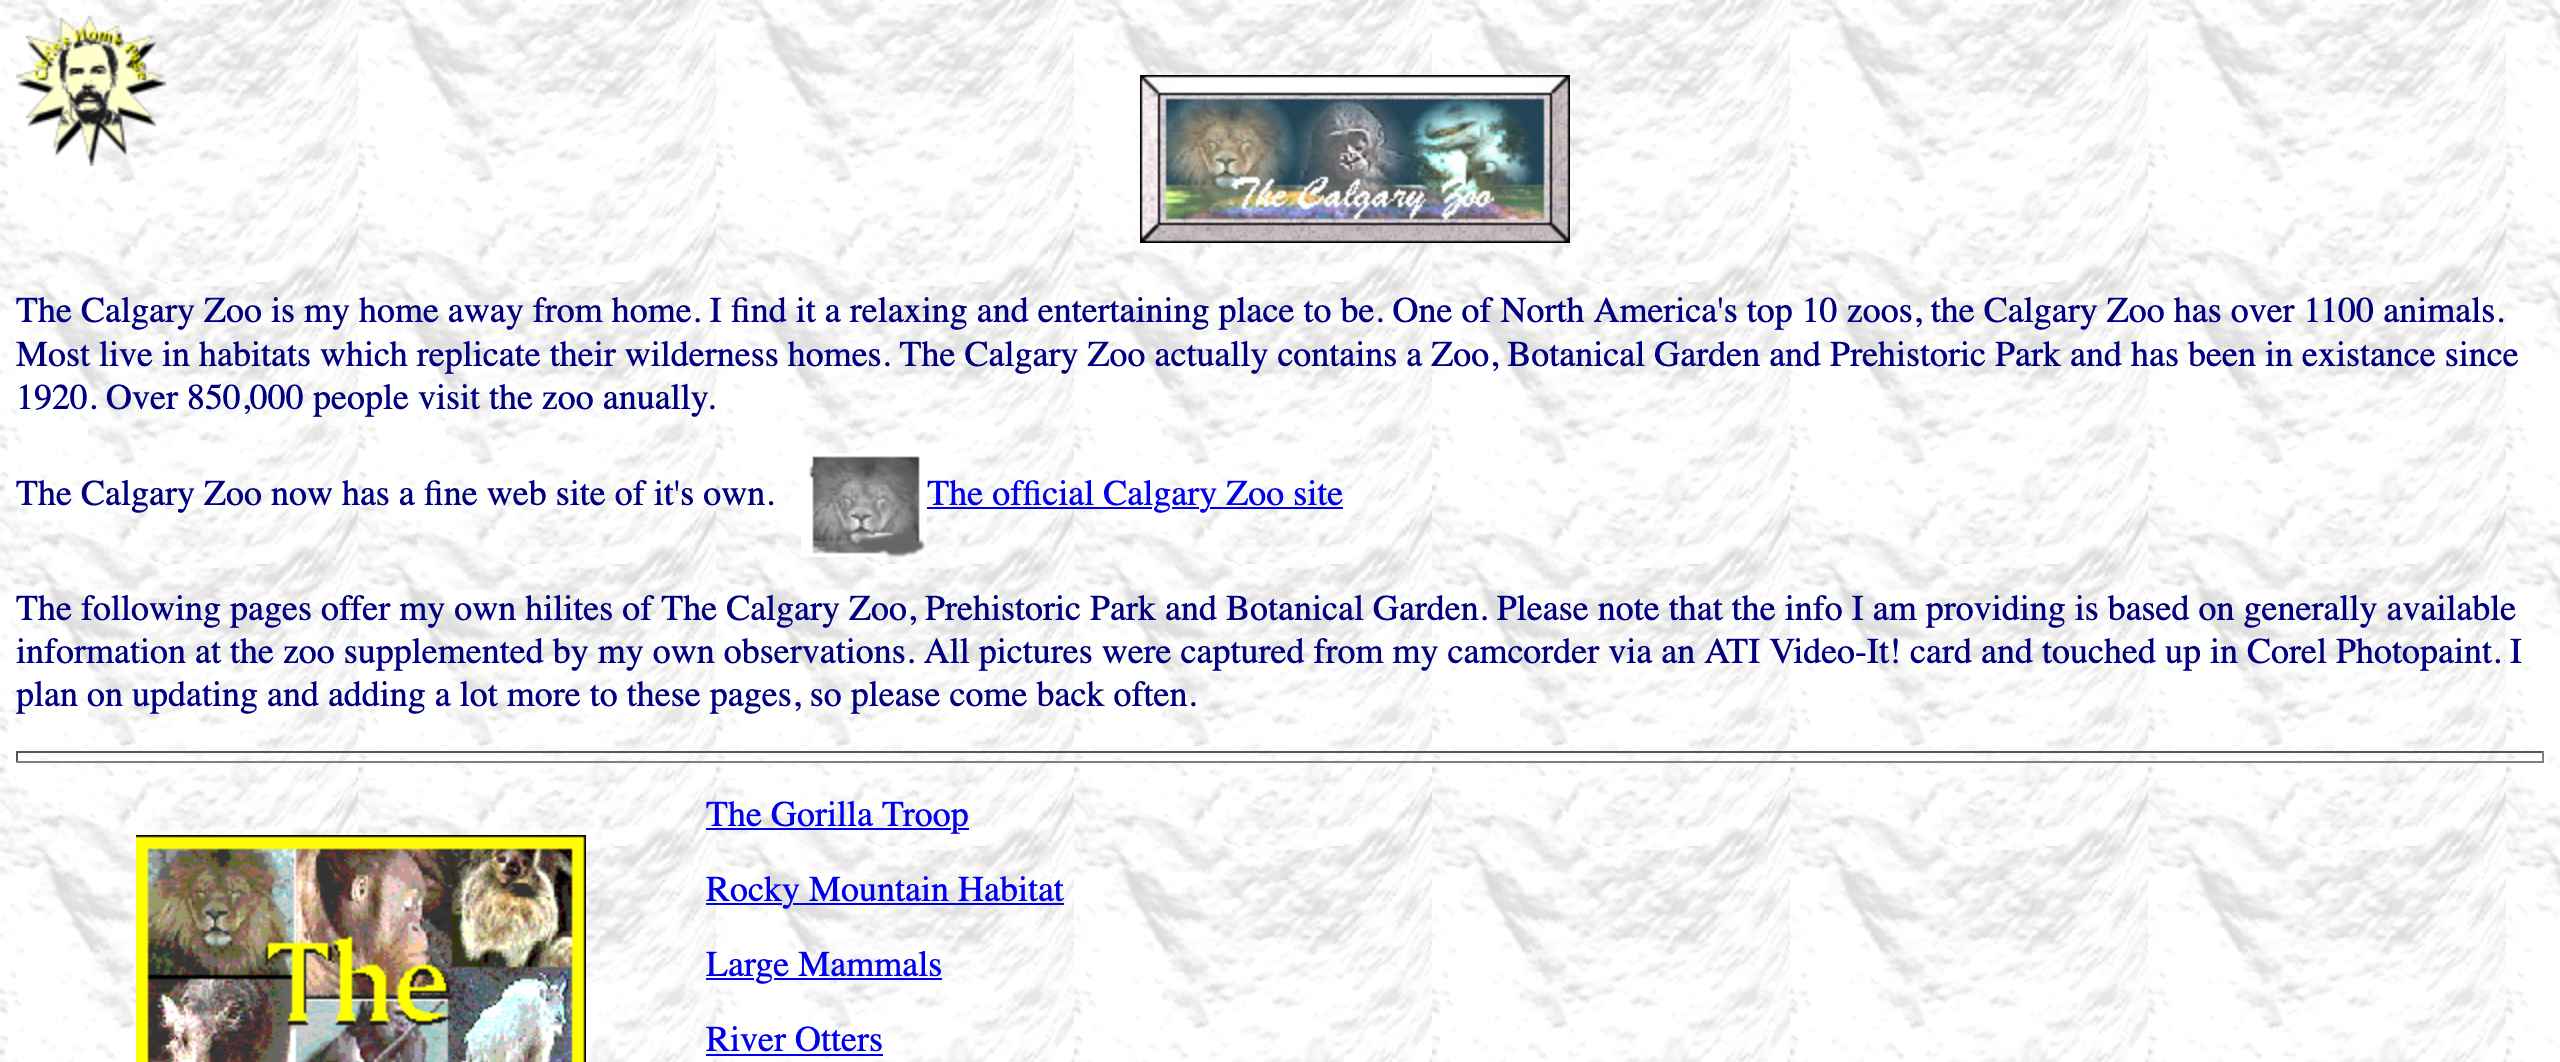 Home Page
The Calgary Zoo
The Calgary Zoo is my home away from home. I find it a relaxing and entertaining place to be. One of North America's top 10 zoos, the Calgary Zoo has over 1100 animals.
Most live in habitats which replicate their wilderness homes. The Calgary Zoo actually contains a Zoo, Botanical Garden and Prehistoric Park and has been in existance since
1920. Over 850,000 people visit the zoo anually.
The Calgary Zoo now has a fine web site of it's own. The official Calgary Zoo site
The following pages offer my own hilites of The Calgary Zoo, Prehistoric Park and Botanical Garden. Please note that the info I am providing is based on generally available
information at the zoo supplemented by my own observations. All pictures were captured from my camcorder via an ATI Video-It! card and touched up in Corel Photopaint. I
plan on updating and adding a lot more to these pages, so please come back often.
The Gorilla Troop
Rocky Mountain Habitat
Large Mammals
The
River Otters